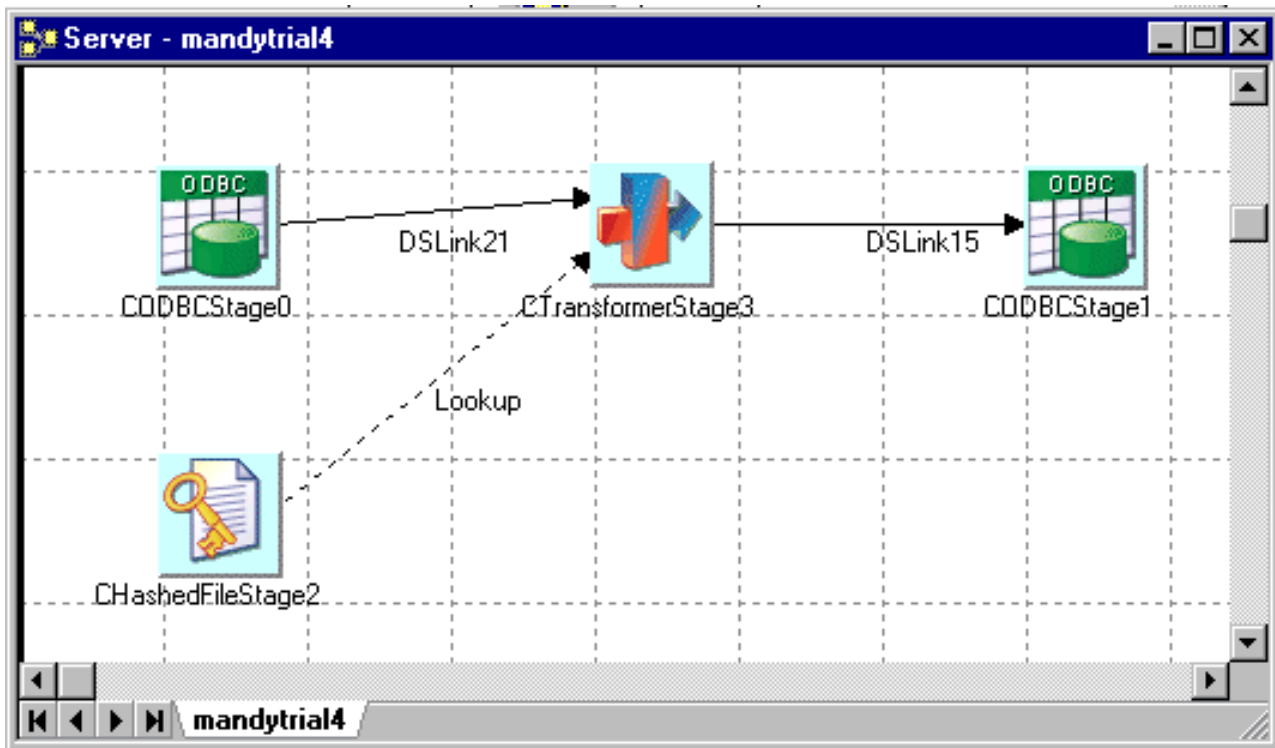 Server - mandytrial4
ODBC
ODBC
DSLink21
DSLink15
CODBCStage0
CTransformerStage3
CODBCStage1
Lookup
CHashedFileStage2
mandytrial4